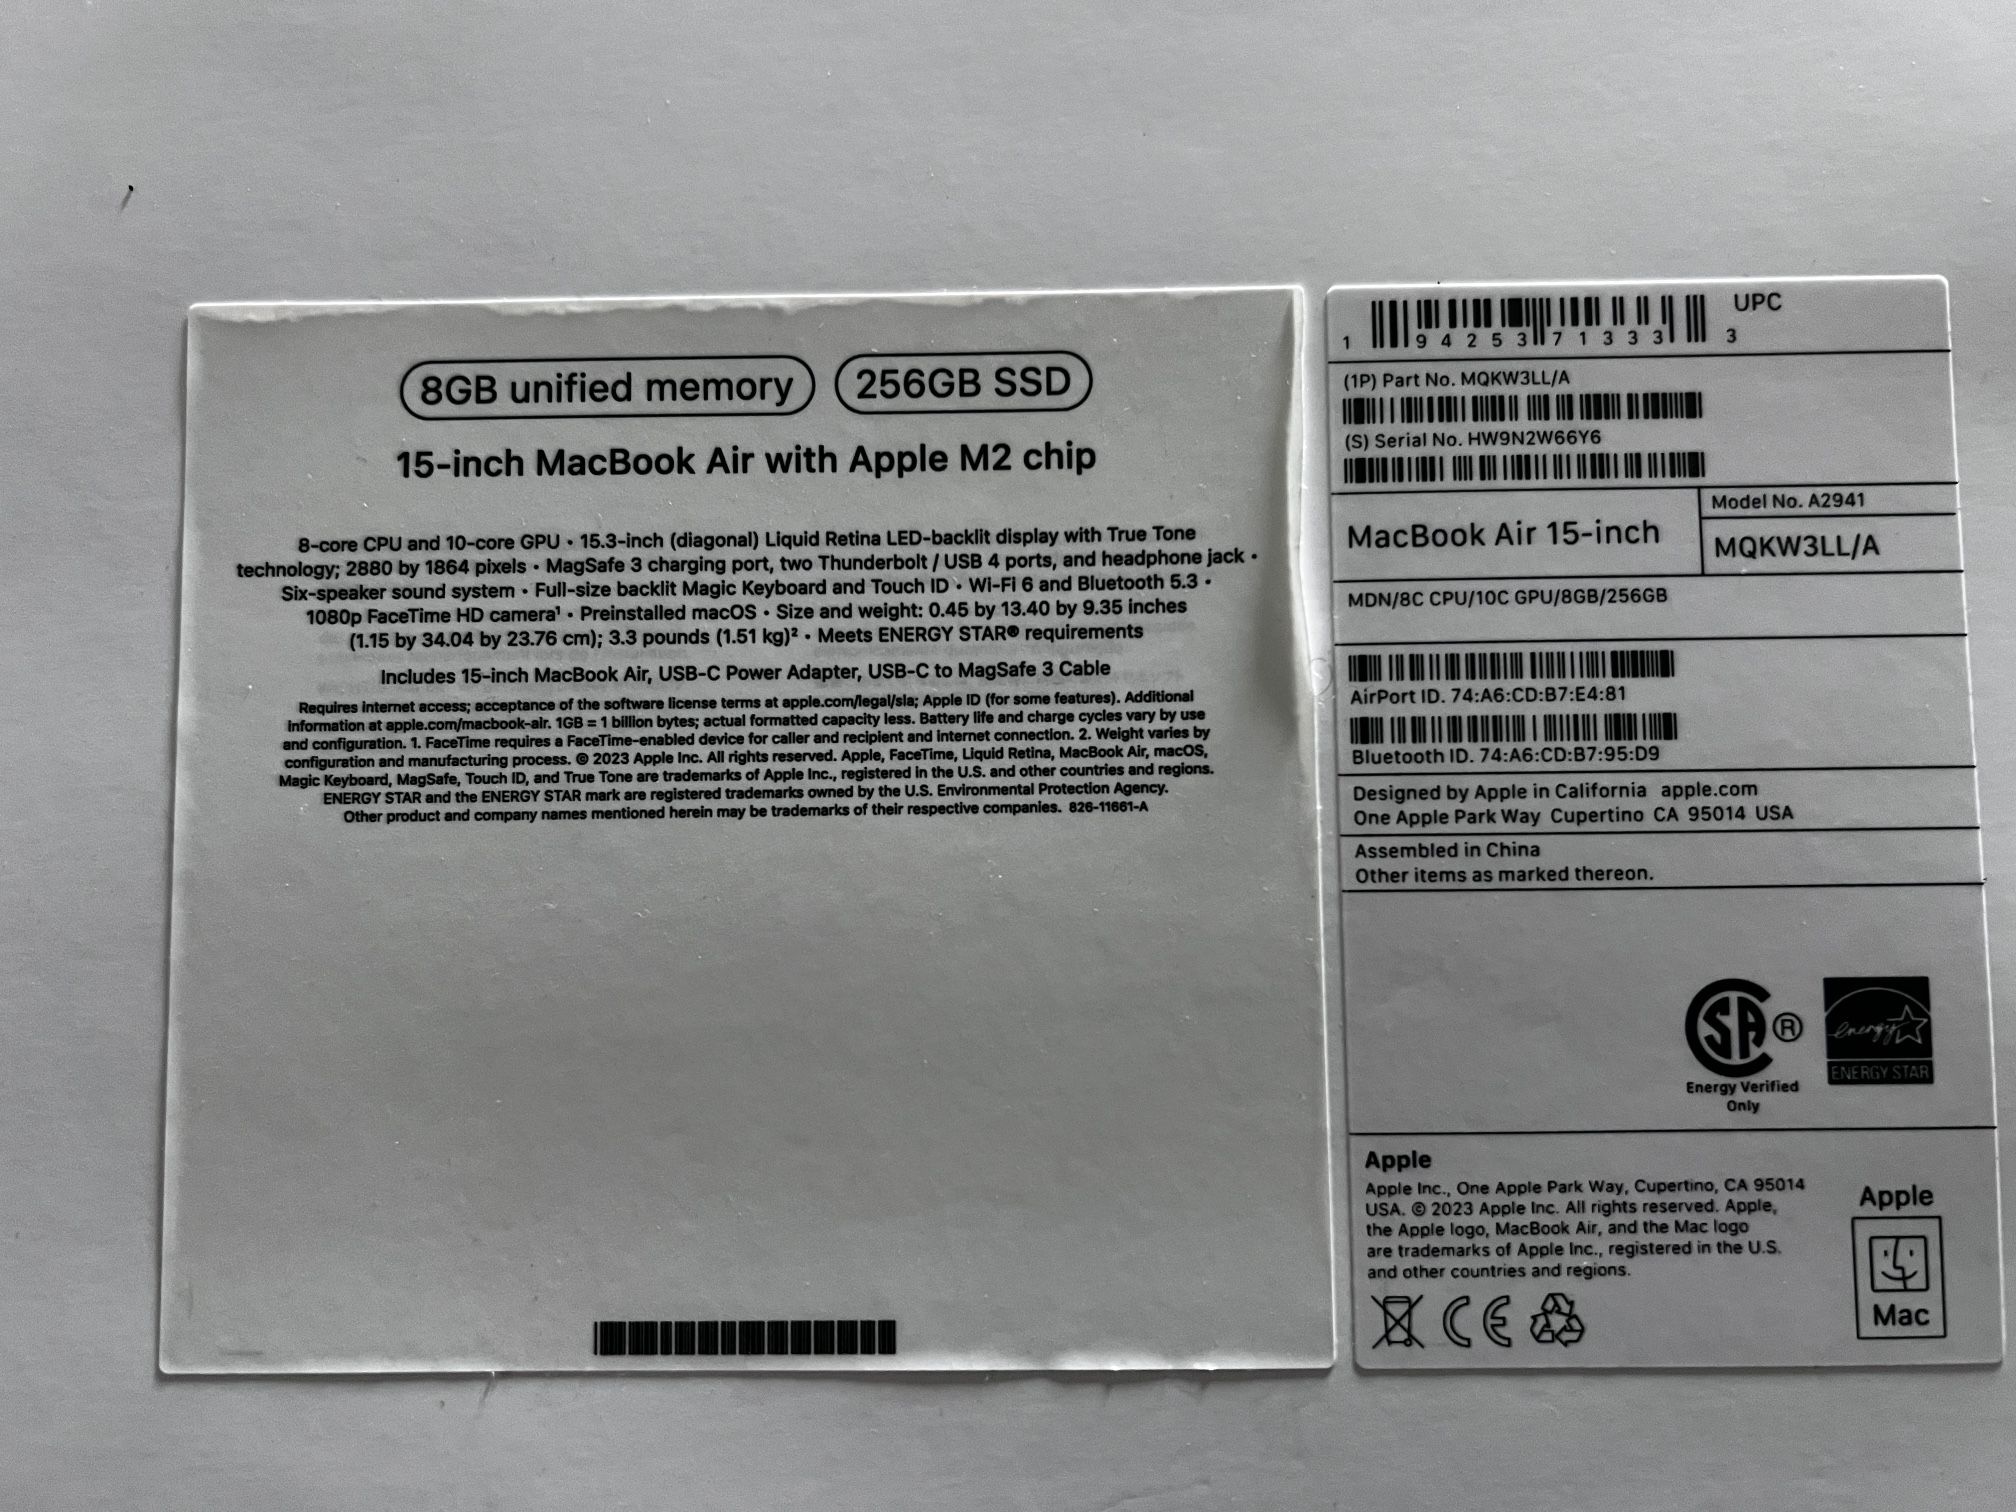 8GB unified memory 256GB SSD
15-inch MacBook Air with Apple M2 chip
8-core CPU and 10-core GPU • 15.3-inch (diagonal) Liquid Retina LED-backlit display with True Tone
technology; 2880 by 1864 pixels • MagSafe 3 charging port, two Thunderbolt / USB 4 ports, and headphone jack •
Six-speaker sound system • Full-size backlit Magic Keyboard and Touch ID • Wi-Fi 6 and Bluetooth 5.3 •
1080p FaceTime HD camera¹ • Preinstalled macOS • Size and weight: 0.45 by 13.40 by 9.35 inches
(1.15 by 34.04 by 23.76 cm); 3.3 pounds (1.51 kg)² • Meets ENERGY STAR® requirements
Includes 15-inch MacBook Air, USB-C Power Adapter, USB-C to MagSafe 3 Cable
Requires internet access; acceptance of the software license terms at apple.com/legal/sla; Apple ID (for some features). Additional
information at apple.com/macbook-air. 1GB = 1 billion bytes; actual formatted capacity less. Battery life and charge cycles vary by use
and configuration. 1. FaceTime requires a FaceTime-enabled device for caller and recipient and internet connection. 2. Weight varies by
configuration and manufacturing process. © 2023 Apple Inc. All rights reserved. Apple, FaceTime, Liquid Retina, MacBook Air, macOS,
Magic Keyboard, MagSafe, Touch ID, and True Tone are trademarks of Apple Inc., registered in the U.S. and other countries and regions.
ENERGY STAR and the ENERGY STAR mark are registered trademarks owned by the U.S. Environmental Protection Agency.
Other product and company names mentioned herein may be trademarks of their respective companies. 826-11661-A
UPC
1 94253 71333 3
(1P) Part No. MQKW3LL/A
(S) Serial No. HW9N2W66Y6
MacBook Air 15-inch
Model No. A2941
MQKW3LL/A
MDN/8C CPU/10C GPU/8GB/256GB
AirPort ID. 74:A6:CD:B7:E4:81
Bluetooth ID. 74:A6:CD:B7:95:D9
Designed by Apple in California apple.com
One Apple Park Way Cupertino CA 95014 USA
Assembled in China
Other items as marked thereon.
SA ®
Energy Verified
Only
energy
ENERGY STAR
Apple
Apple Inc., One Apple Park Way, Cupertino, CA 95014
USA. © 2023 Apple Inc. All rights reserved. Apple,
the Apple logo, MacBook Air, and the Mac logo
are trademarks of Apple Inc., registered in the U.S.
and other countries and regions.
CE
Apple
Mac